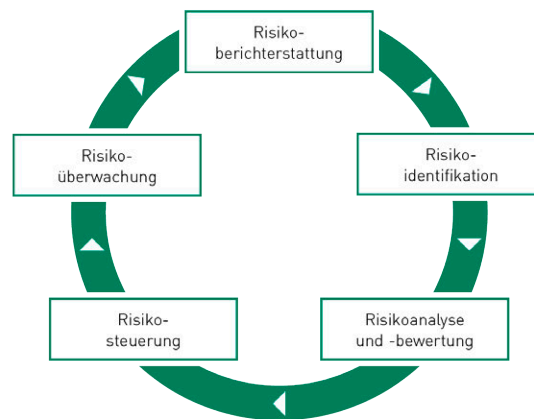 Risiko-
berichterstattung
Risiko-
identifikation
Risikoanalyse
und -bewertung
Risiko-
steuerung
Risiko-
überwachung